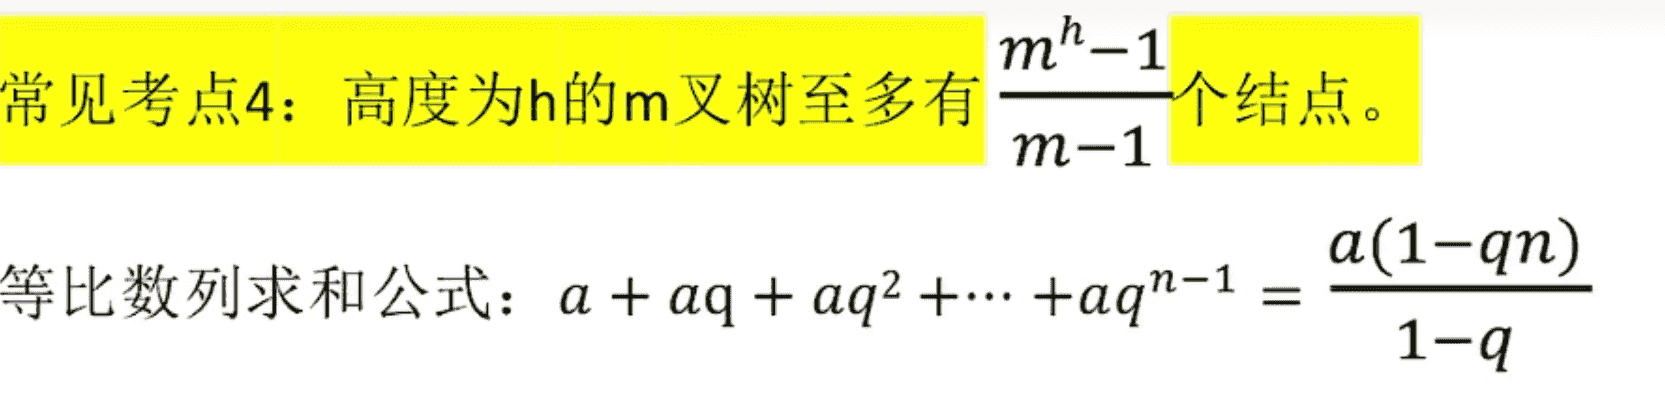 常见考点4：高度为h的m叉树至多有 \frac{m^h-1}{m-1} 个结点。
等比数列求和公式：a + aq + aq^2 +⋯ +aq^{n-1} = \frac{a(1-qn)}{1-q}